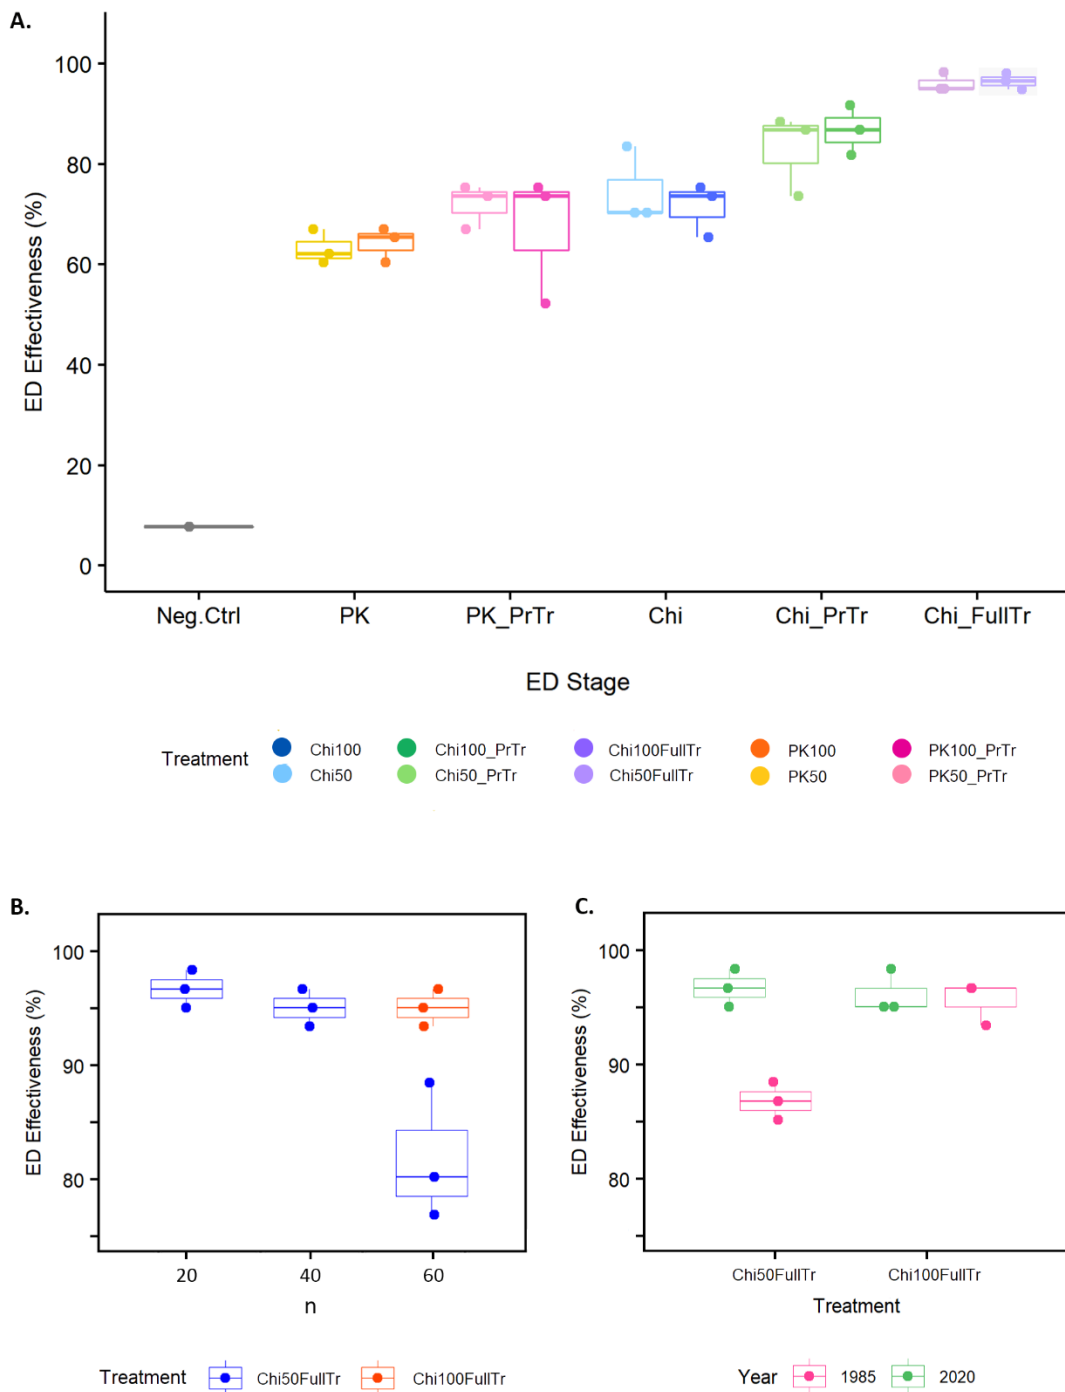 A.
ED Effectiveness (%)
100
80
60
40
20
0
Neg.Ctrl PK PK_PrTr Chi Chi_PrTr Chi_FullTr
ED Stage
Treatment
Chi100 Chi100_PrTr Chi100FullTr PK100 PK100_PrTr
Chi50 Chi50_PrTr Chi50FullTr PK50 PK50_PrTr
B.
ED Effectiveness (%)
100
90
80
20 40 60
n
Treatment Chi50FullTr Chi100FullTr
C.
ED Effectiveness (%)
100
90
80
Chi50FullTr Chi100FullTr
Treatment
Year 1985 2020